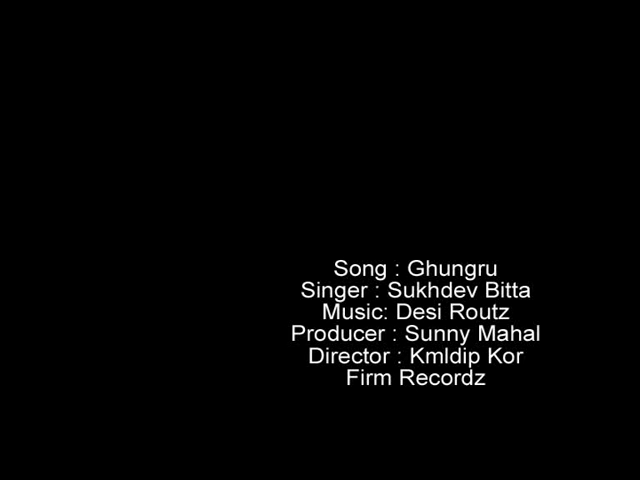 Song : Ghungru
Singer : Sukhdev Bitta
Music: Desi Routz
Producer : Sunny Mahal
Director : Kmldip Kor
Firm Recordz